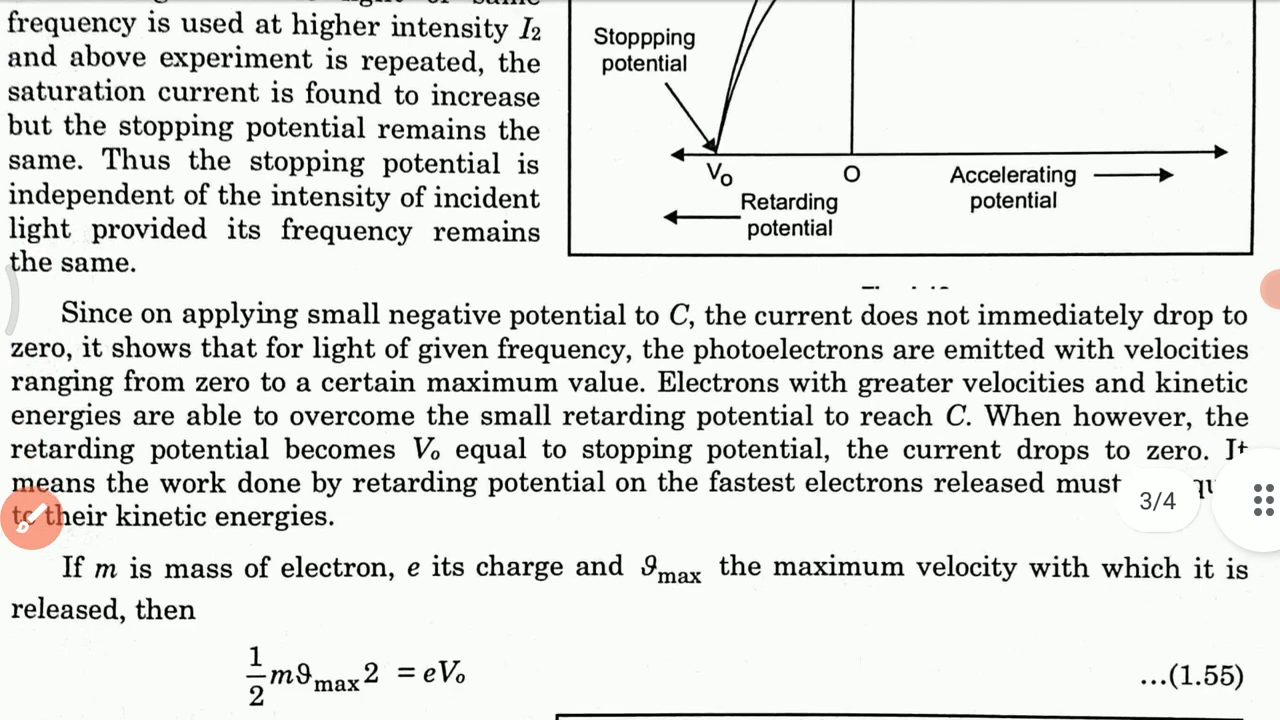 frequency is used at higher intensity I₂
and above experiment is repeated, the
saturation current is found to increase
but the stopping potential remains the
same. Thus the stopping potential is
independent of the intensity of incident
light provided its frequency remains
the same.
Stoppping
potential
Vo
O
Accelerating
potential
Retarding
potential
Since on applying small negative potential to C, the current does not immediately drop to
zero, it shows that for light of given frequency, the photoelectrons are emitted with velocities
ranging from zero to a certain maximum value. Electrons with greater velocities and kinetic
energies are able to overcome the small retarding potential to reach C. When however, the
retarding potential becomes Vₒ equal to stopping potential, the current drops to zero. It
means the work done by retarding potential on the fastest electrons released must
3/4
to their kinetic energies.
If m is mass of electron, e its charge and ϑmax the maximum velocity with which it is
released, then
1/2 mϑmax 2 = eVₒ ...(1.55)